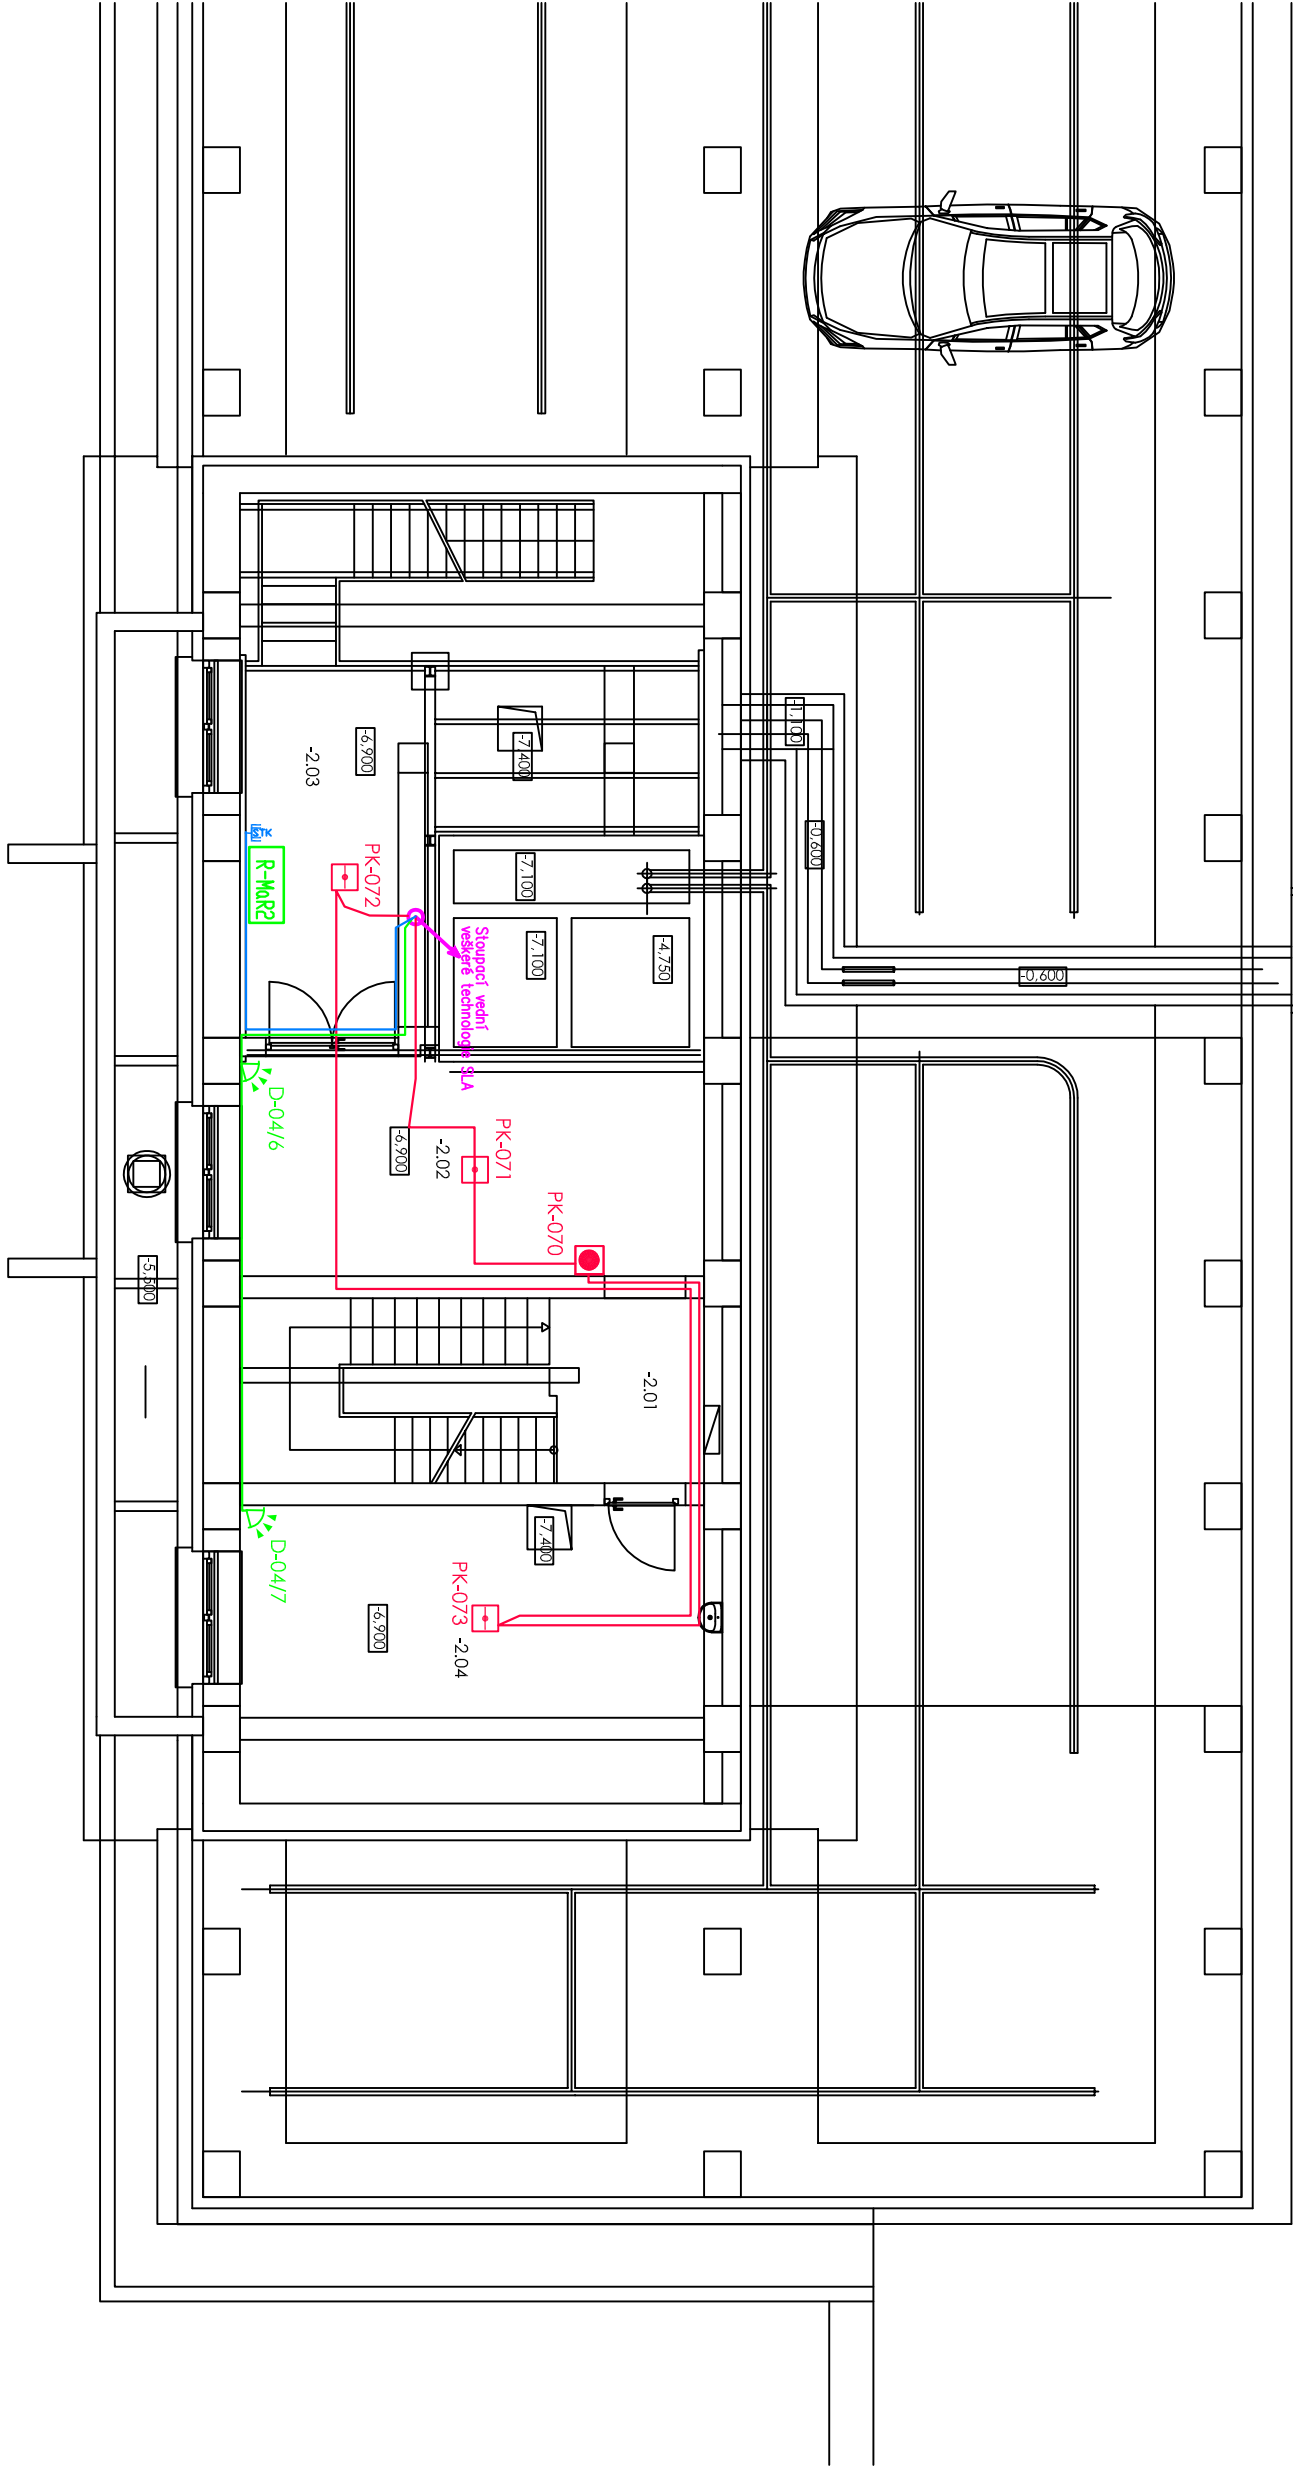 -1,100
-6,900
-7,400
-2.03
-0,600
STK
R-MaR2
PK-072
-7,100
-7,100
-4,750
-0,600
Stoupací vední
veškeré technologie SLA
D-04/6
-6,900
-2.02
PK-071
PK-070
-5,500
-2.01
-7,400
D-04/7
PK-073
-6,900
-2.04